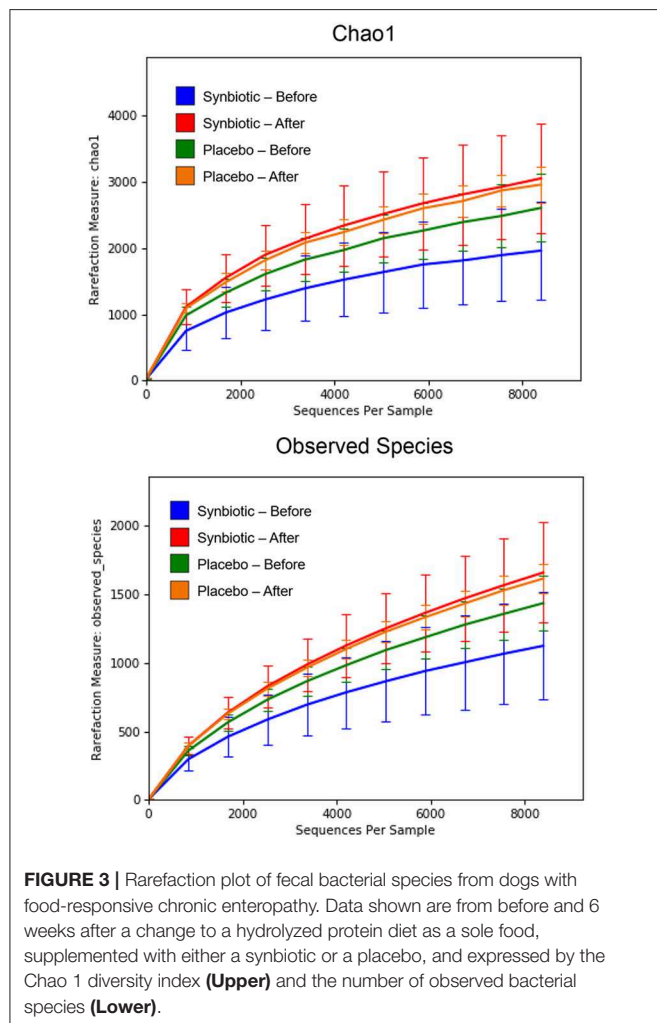 Chao1
Synbiotic – Before
Synbiotic – After
Placebo – Before
Placebo – After
Rarefaction Measure: chao1
4000
3000
2000
1000
0
0 2000 4000 6000 8000
Sequences Per Sample
Observed Species
Synbiotic – Before
Synbiotic – After
Placebo – Before
Placebo – After
Rarefaction Measure: observed_species
2000
1500
1000
500
0
0 2000 4000 6000 8000
Sequences Per Sample
FIGURE 3 | Rarefaction plot of fecal bacterial species from dogs with
food-responsive chronic enteropathy. Data shown are from before and 6
weeks after a change to a hydrolyzed protein diet as a sole food,
supplemented with either a synbiotic or a placebo, and expressed by the
Chao 1 diversity index (Upper) and the number of observed bacterial
species (Lower).